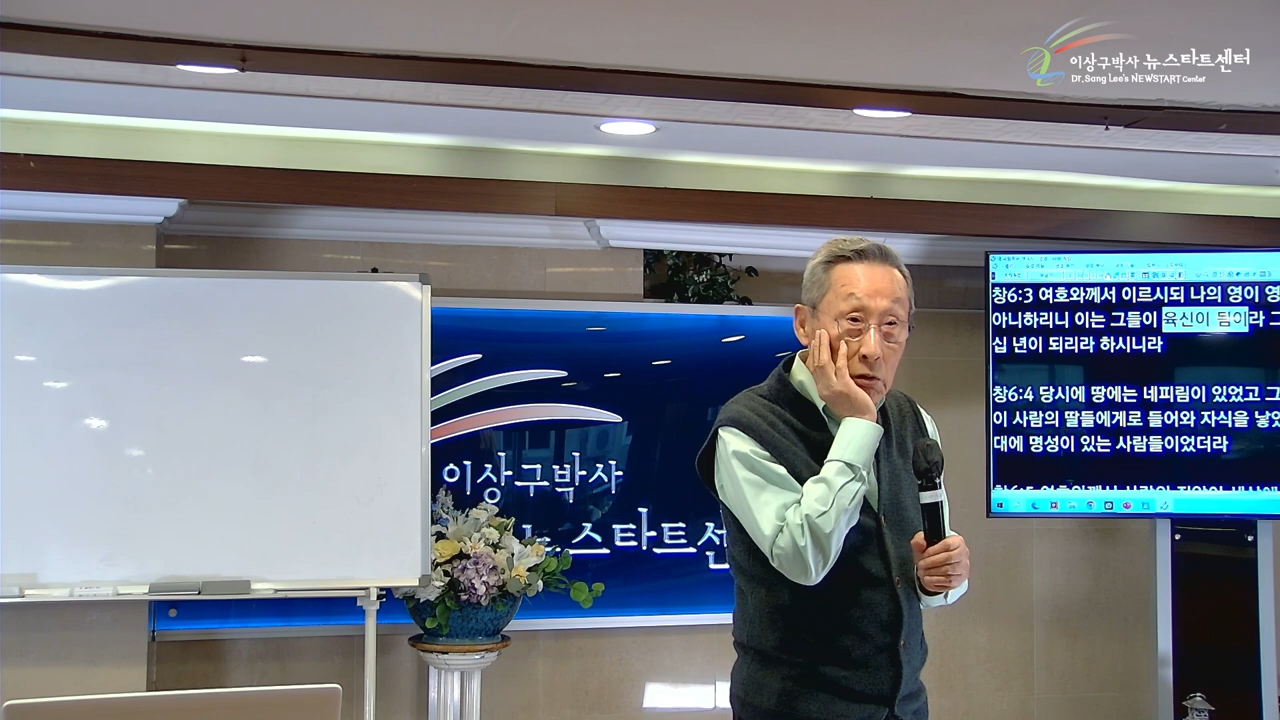 이상구박사 뉴스타트센터
Dr. Sang Lee's NEWSTART Center
이상구박사
뉴 스타트센
창6:3 여호와께서 이르시되 나의 영이 영
아니하리니 이는 그들이 육신이 됨이라 그
십 년이 되리라 하시니라
창6:4 당시에 땅에는 네피림이 있었고 그
이 사람의 딸들에게로 들어와 자식을 낳았
대에 명성이 있는 사람들이었더라